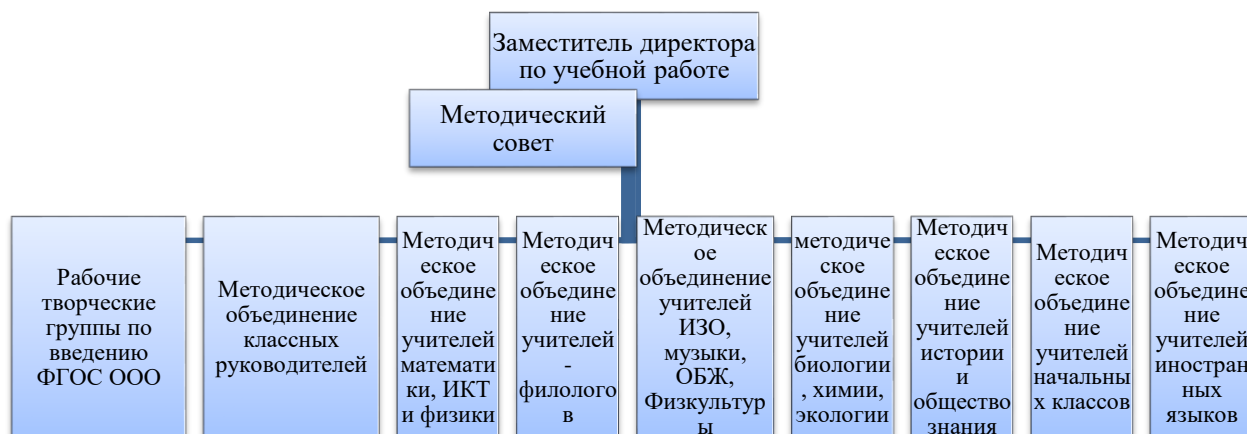 Заместитель директора
по учебной работе
Методический
совет
Рабочие
творческие
группы по
введению
ФГОС ООО
Методическое
объединение
классных
руководителей
Методич
еское
объедине
ние
учителей
математи
ки, ИКТ
и физики
Методич
еское
объедине
ние
учителей
-
филолого
в
Методическ
ое
объединение
учителей
ИЗО,
музыки,
ОБЖ,
Физкультур
ы
методиче
ское
объедине
ние
учителей
биологии
, химии,
экологии
Методич
еское
объедине
ние
учителей
истории
и
общество
знания
Методич
еское
объедине
ние
учителей
начальны
х классов
Методич
еское
объедине
ние
учителей
иностран
ных
языков